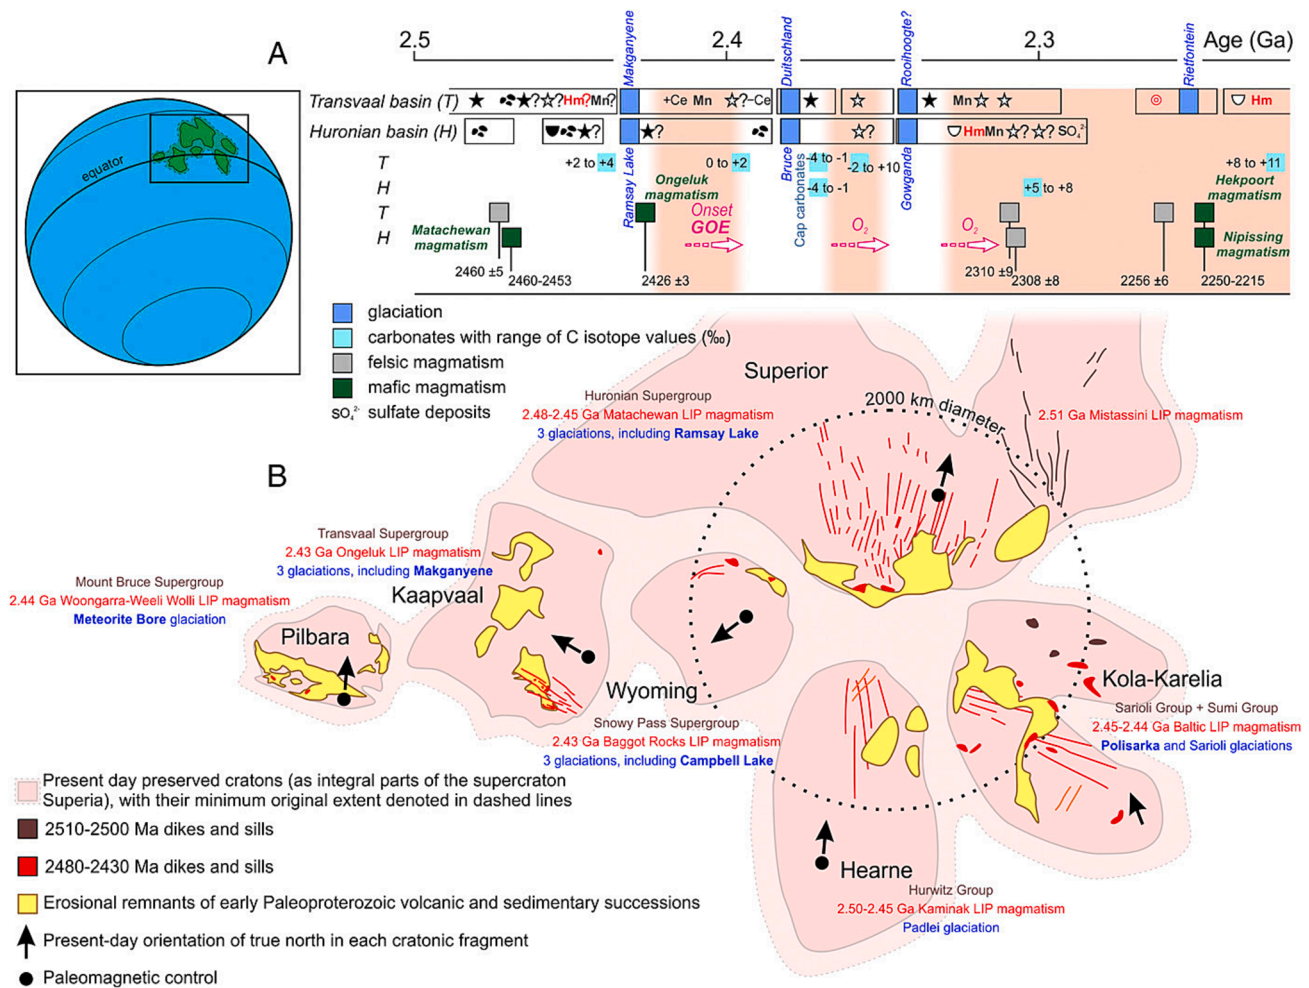 A
2.5
2.4
2.3
Age (Ga)
Makganyene
Duitschland
Rooihoogte?
Rietfontein
equator
Transvaal basin (T)
★ ★?☆? Hm? Mn? +Ce Mn ☆?−Ce ★ ☆ ★ Mn☆ ☆ ◎ Hm
Huronian basin (H)
★? ★? ☆? HmMn☆?☆? SO₄²⁻
T
+2 to +4
0 to +2
-4 to -1
-2 to +10
+8 to +11
H
-4 to -1
+5 to +8
Ramsay Lake
Bruce
Cap carbonates
Gowganda
T
H
Matachewan
magmatism
Ongeluk
magmatism
Onset
GOE
O₂
O₂
Hekpoort
magmatism
Nipissing
magmatism
2460 ±5
2460-2453
2426 ±3
2310 ±9
2308 ±8
2256 ±6
2250-2215
glaciation
carbonates with range of C isotope values (‰)
felsic magmatism
mafic magmatism
SO₄²⁻ sulfate deposits
B
Superior
Huronian Supergroup
2.48-2.45 Ga Matachewan LIP magmatism
3 glaciations, including Ramsay Lake
2000 km diameter
2.51 Ga Mistassini LIP magmatism
Transvaal Supergroup
2.43 Ga Ongeluk LIP magmatism
3 glaciations, including Makganyene
Kaapvaal
Mount Bruce Supergroup
2.44 Ga Woongarra-Weeli Wolli LIP magmatism
Meteorite Bore glaciation
Pilbara
Wyoming
Snowy Pass Supergroup
2.43 Ga Baggot Rocks LIP magmatism
3 glaciations, including Campbell Lake
Kola-Karelia
Sarioli Group + Sumi Group
2.45-2.44 Ga Baltic LIP magmatism
Polisarka and Sarioli glaciations
Hearne
Hurwitz Group
2.50-2.45 Ga Kaminak LIP magmatism
Padlei glaciation
Present day preserved cratons (as integral parts of the supercraton
Superia), with their minimum original extent denoted in dashed lines
2510-2500 Ma dikes and sills
2480-2430 Ma dikes and sills
Erosional remnants of early Paleoproterozoic volcanic and sedimentary successions
Present-day orientation of true north in each cratonic fragment
Paleomagnetic control